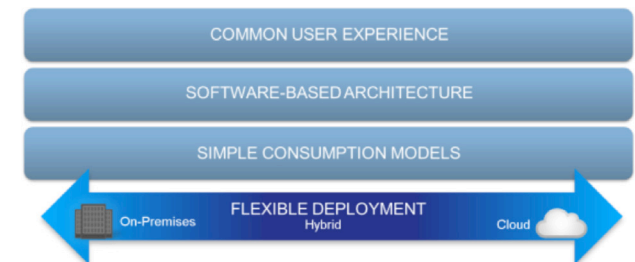 COMMON USER EXPERIENCE
SOFTWARE-BASED ARCHITECTURE
SIMPLE CONSUMPTION MODELS
FLEXIBLE DEPLOYMENT
On-Premises Hybrid Cloud